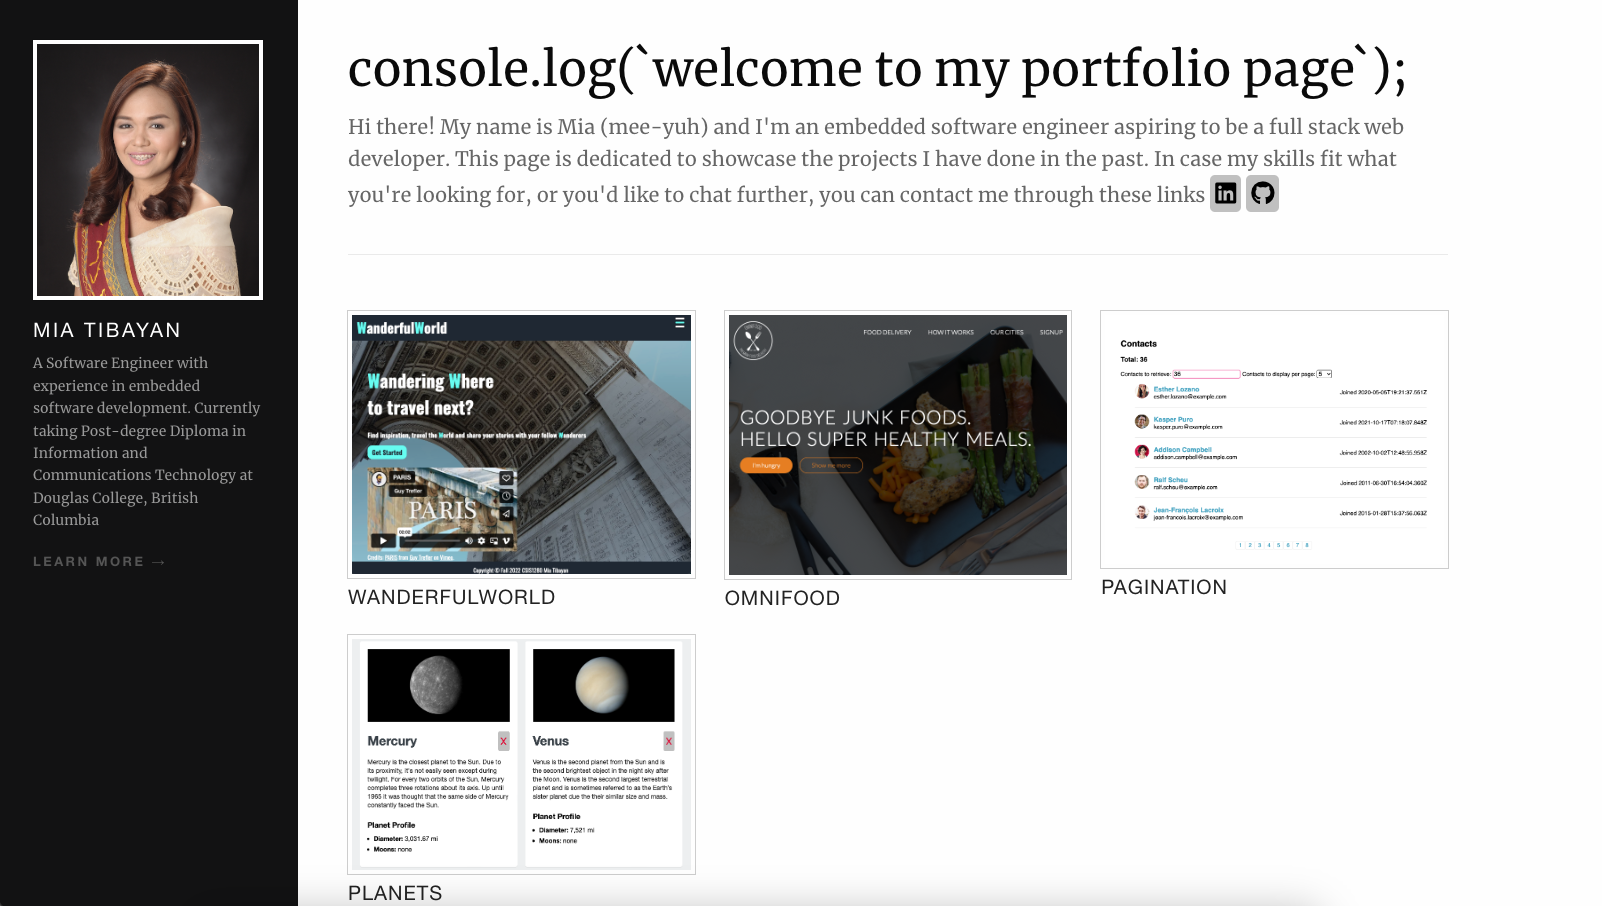 MIA TIBAYAN
A Software Engineer with
experience in embedded
software development. Currently
taking Post-degree Diploma in
Information and
Communications Technology at
Douglas College, British
Columbia
LEARN MORE →
console.log(`welcome to my portfolio page`);
Hi there! My name is Mia (mee-yuh) and I'm an embedded software engineer aspiring to be a full stack web
developer. This page is dedicated to showcase the projects I have done in the past. In case my skills fit what
you're looking for, or you'd like to chat further, you can contact me through these links in
WanderfulWorld
Wandering Where
to travel next?
Find inspiration, travel the World and share your stories with your fellow Wanderers
Get Started
PARIS
Guy Trefler
PARIS
00:00
Credits: PARIS from Guy Trefler on Vimeo.
Copyright © Fall 2022 CSIS1280 Mia Tibayan
WANDERFULWORLD
FOOD DELIVERY HOW IT WORKS OUR CITIES SIGNUP
GOODBYE JUNK FOODS.
HELLO SUPER HEALTHY MEALS.
I'm hungry Show me more
OMNIFOOD
Contacts
Total: 36
Contacts to retrieve: 36 Contacts to display per page: 5
Esther Lozano
esther.lozano@example.com
Joined 2020-05-05T19:21:37.551Z
Kasper Puro
kasper.puro@example.com
Joined 2021-10-17T07:18:07.848Z
Addison Campbell
addison.campbell@example.com
Joined 2002-10-02T12:48:55.958Z
Ralf Scheu
ralf.scheu@example.com
Joined 2011-06-30T16:54:04.360Z
Jean-François Lacroix
jean-francois.lacroix@example.com
Joined 2015-01-28T15:37:56.063Z
1 2 3 4 5 6 7 8
PAGINATION
Mercury X
Mercury is the closest planet to the Sun. Due to
its proximity, it's not easily seen except during
twilight. For every two orbits of the Sun, Mercury
completes three rotations about its axis. Up until
1965 it was thought that the same side of Mercury
constantly faced the Sun.
Planet Profile
• Diameter: 3,031.67 mi
• Moons: none
Venus X
Venus is the second planet from the Sun and is
the second brightest object in the night sky after
the Moon. Venus is the second largest terrestrial
planet and is sometimes referred to as the Earth's
sister planet due the their similar size and mass.
Planet Profile
• Diameter: 7,521 mi
• Moons: none
PLANETS